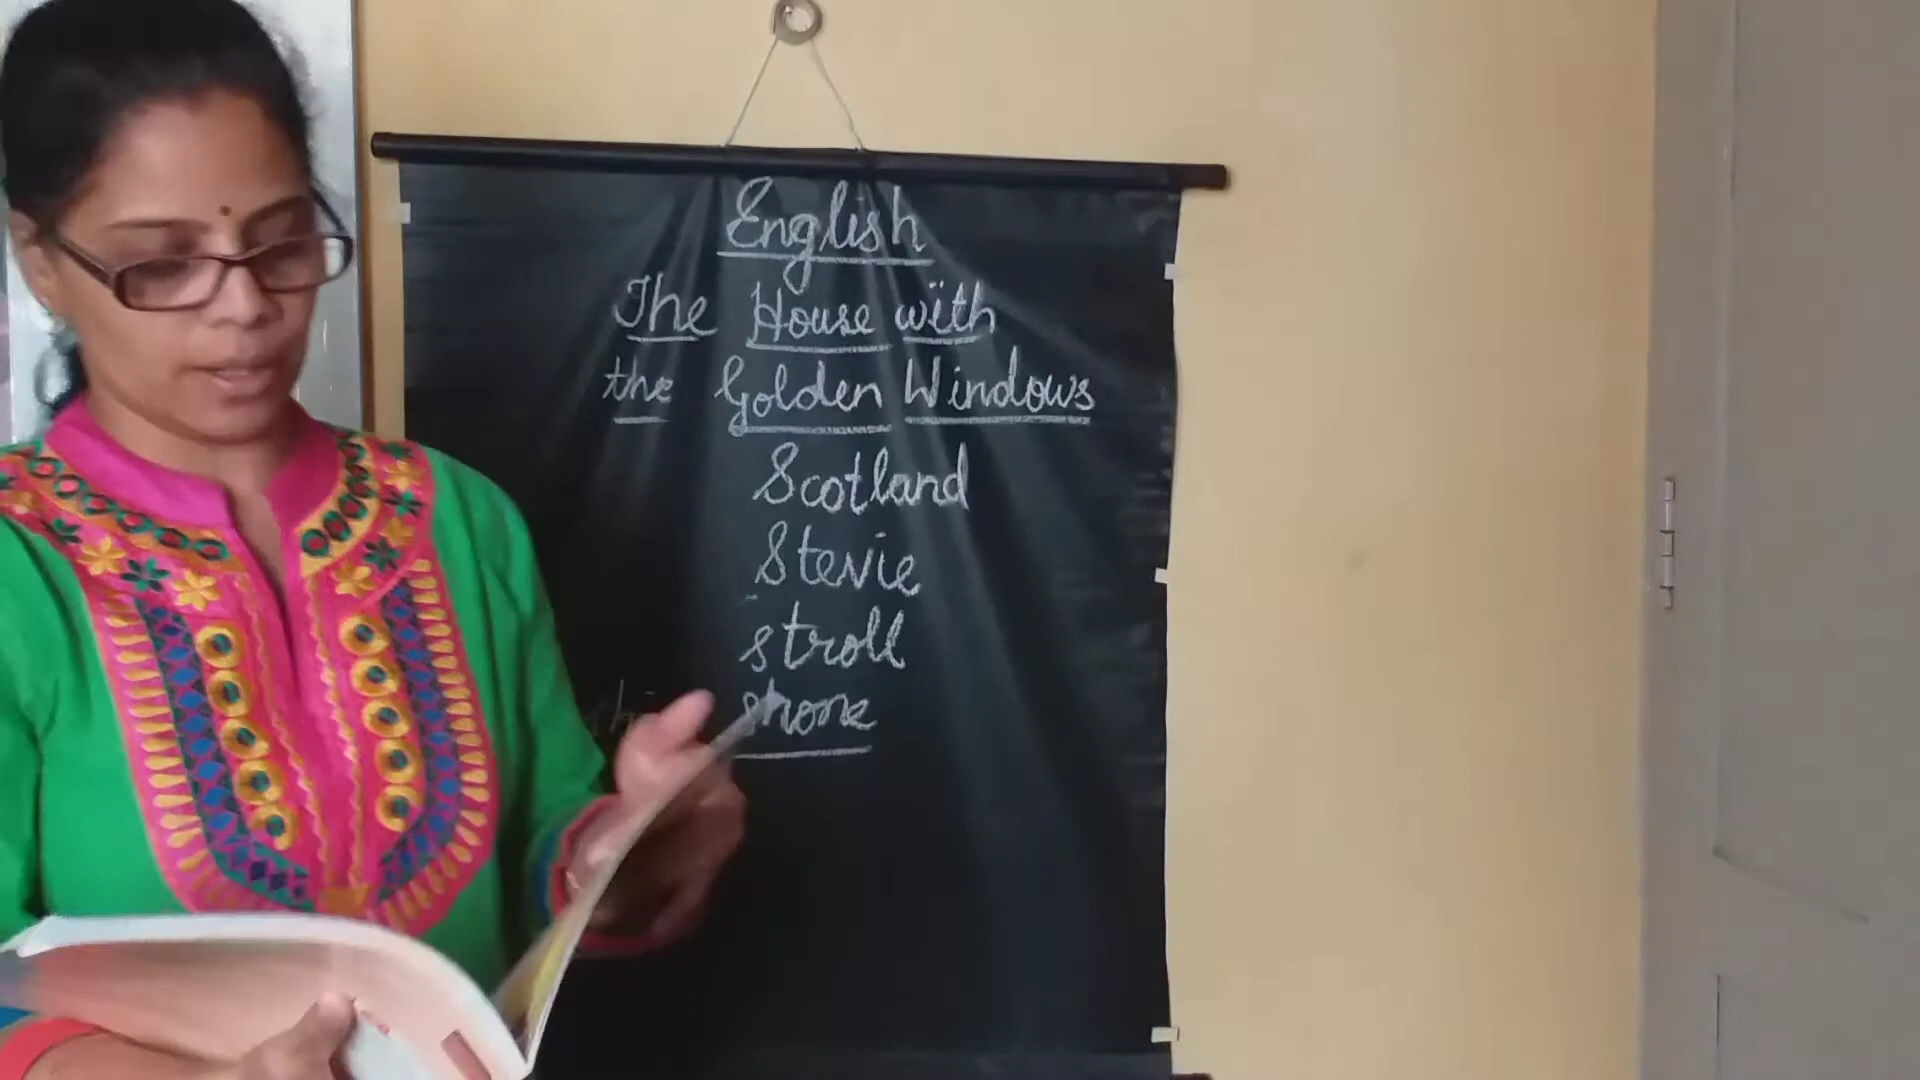 English
The House with
the Golden Windows
Scotland
Stevie
stroll
shone